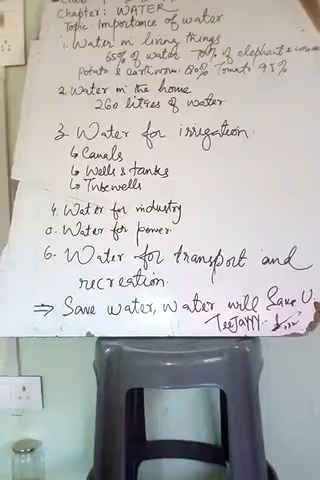 Chapter: WATER
Topic: Importance of water
1. Water in living things
65% of water 70% of elephant &
Potato & earthworm 80% Tomato 95%
2. Water in the home
260 litres of water
3. Water for irrigation.
↳ Canals
↳ Wells & tanks
↳ Tubewells
4. Water for industry
5. Water for power.
6. Water for transport and
recreation.
⇒ Save water, Water will Save U
TeeJayyy.